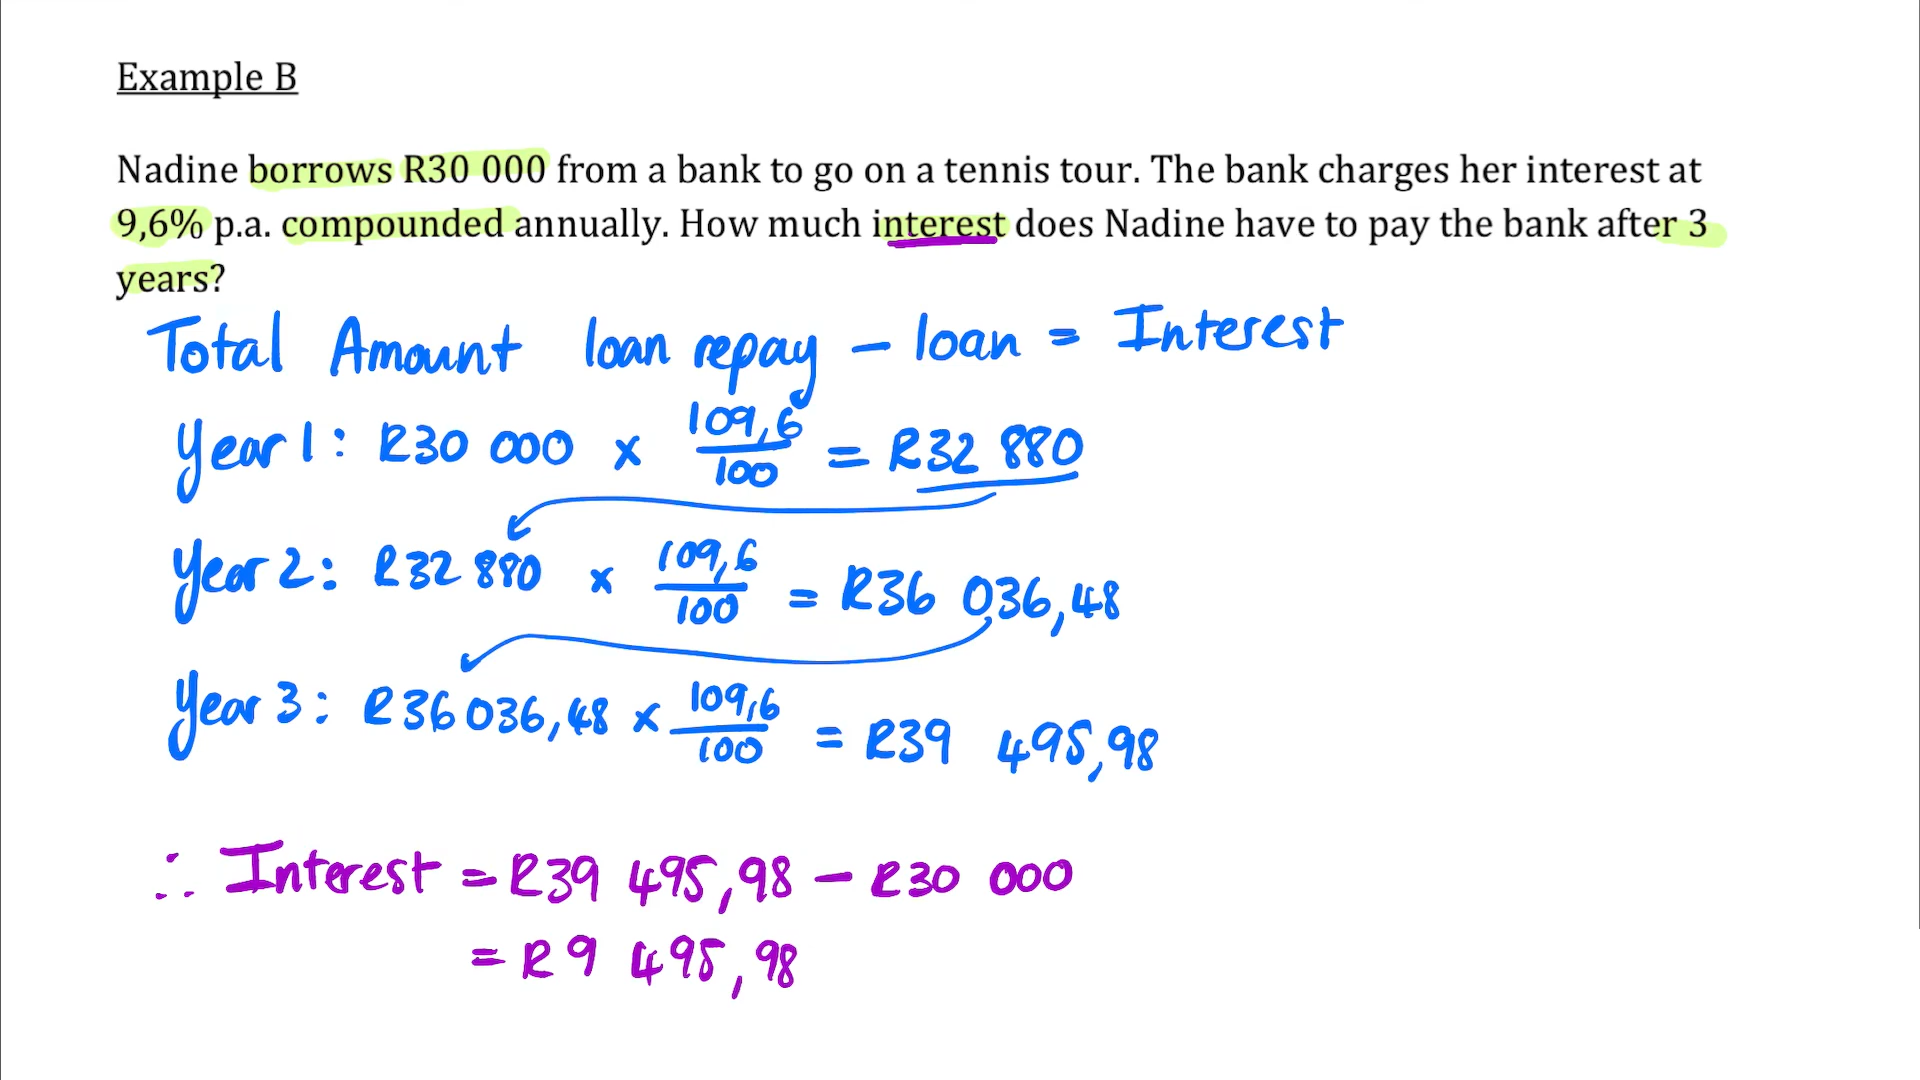 Example B
Nadine borrows R30 000 from a bank to go on a tennis tour. The bank charges her interest at
9,6% p.a. compounded annually. How much interest does Nadine have to pay the bank after 3
years?
Total Amount loan repay - loan = Interest
Year 1: R30 000 x 109,6/100 = R32 880
Year 2: R32 880 x 109,6/100 = R36 036,48
Year 3: R36 036,48 x 109,6/100 = R39 495,98
∴ Interest = R39 495,98 - R30 000
= R9 495,98